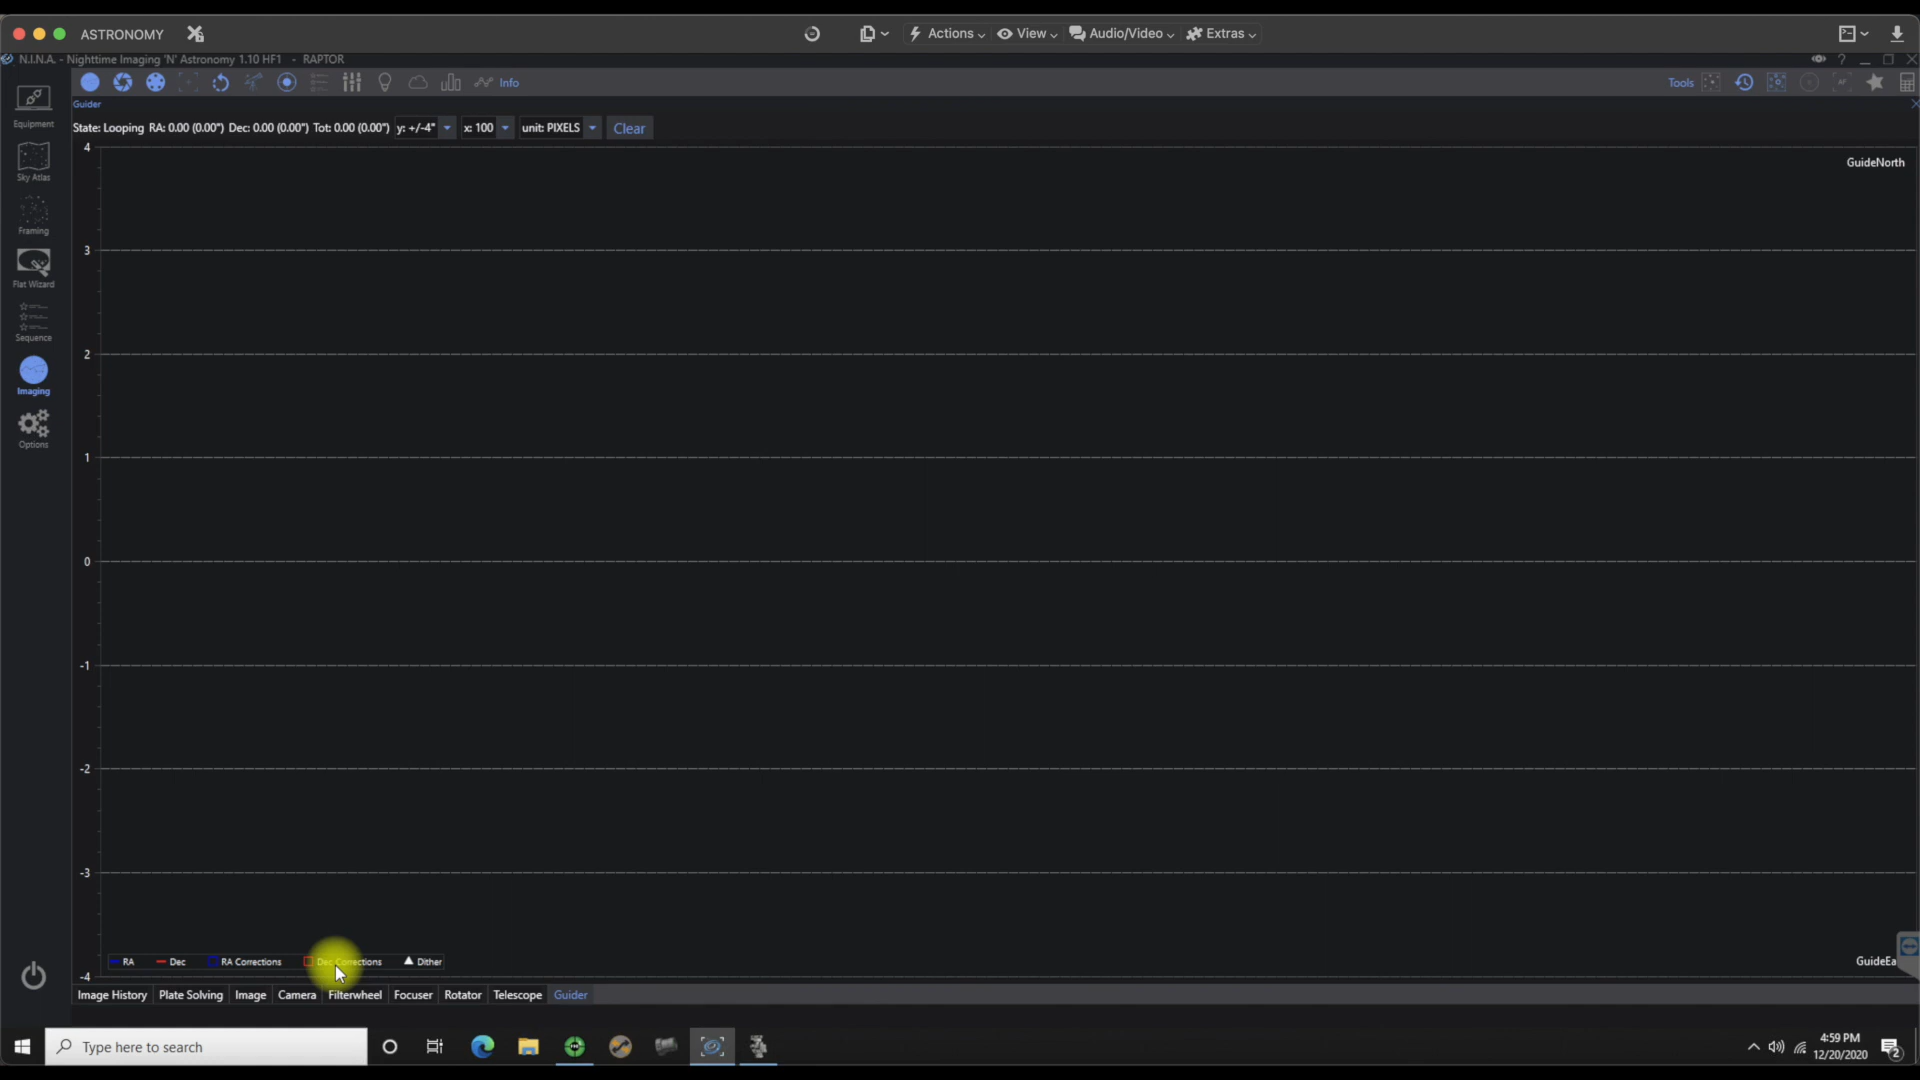 ASTRONOMY
Actions
View
Audio/Video
Extras
N.I.N.A. - Nighttime Imaging 'N' Astronomy 1.10 HF1 - RAPTOR
?
Info
Tools
Equipment
Sky Atlas
Framing
Flat Wizard
Sequence
Imaging
Options
Guider
State: Looping RA: 0.00 (0.00") Dec: 0.00 (0.00") Tot: 0.00 (0.00") y: +/-4" x: 100 unit: PIXELS Clear
4
GuideNorth
3
2
1
0
-1
-2
-3
-4
RA Dec RA Corrections Dec Corrections Dither
GuideEa
Image History Plate Solving Image Camera Filterwheel Focuser Rotator Telescope Guider
Type here to search
4:59 PM
12/20/2020
2